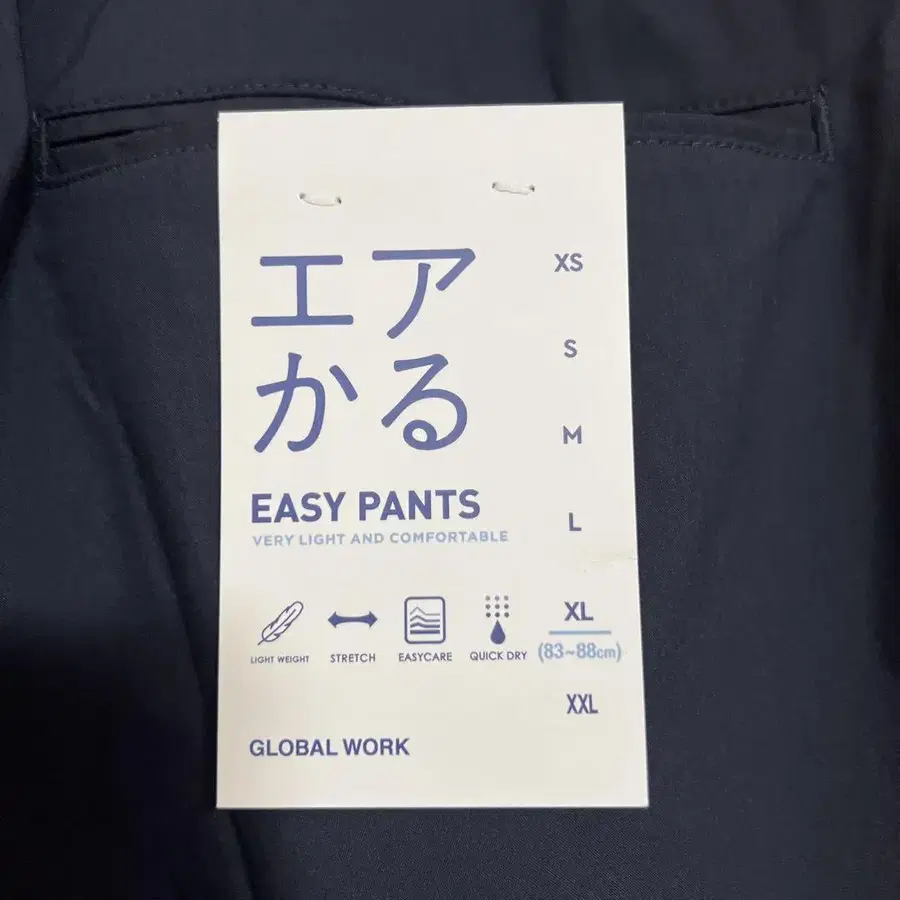 エア
かる
EASY PANTS
VERY LIGHT AND COMFORTABLE
LIGHT WEIGHT
STRETCH
EASYCARE
QUICK DRY
GLOBAL WORK
XS
S
M
L
XL
(83~88cm)
XXL